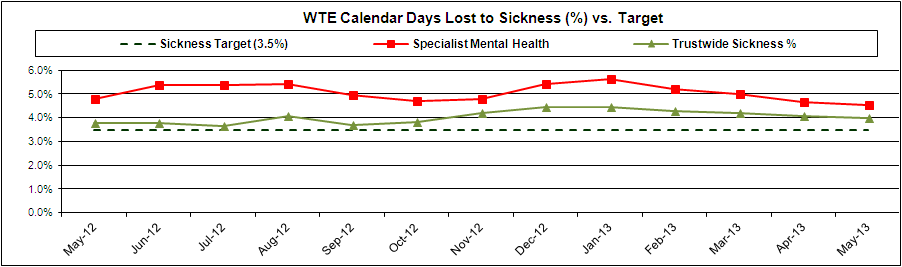 WTE Calendar Days Lost to Sickness (%) vs. Target
Sickness Target (3.5%) Specialist Mental Health Trustwide Sickness %
6.0%
5.0%
4.0%
3.0%
2.0%
1.0%
0.0%
May-12 Jun-12 Jul-12 Aug-12 Sep-12 Oct-12 Nov-12 Dec-12 Jan-13 Feb-13 Mar-13 Apr-13 May-13